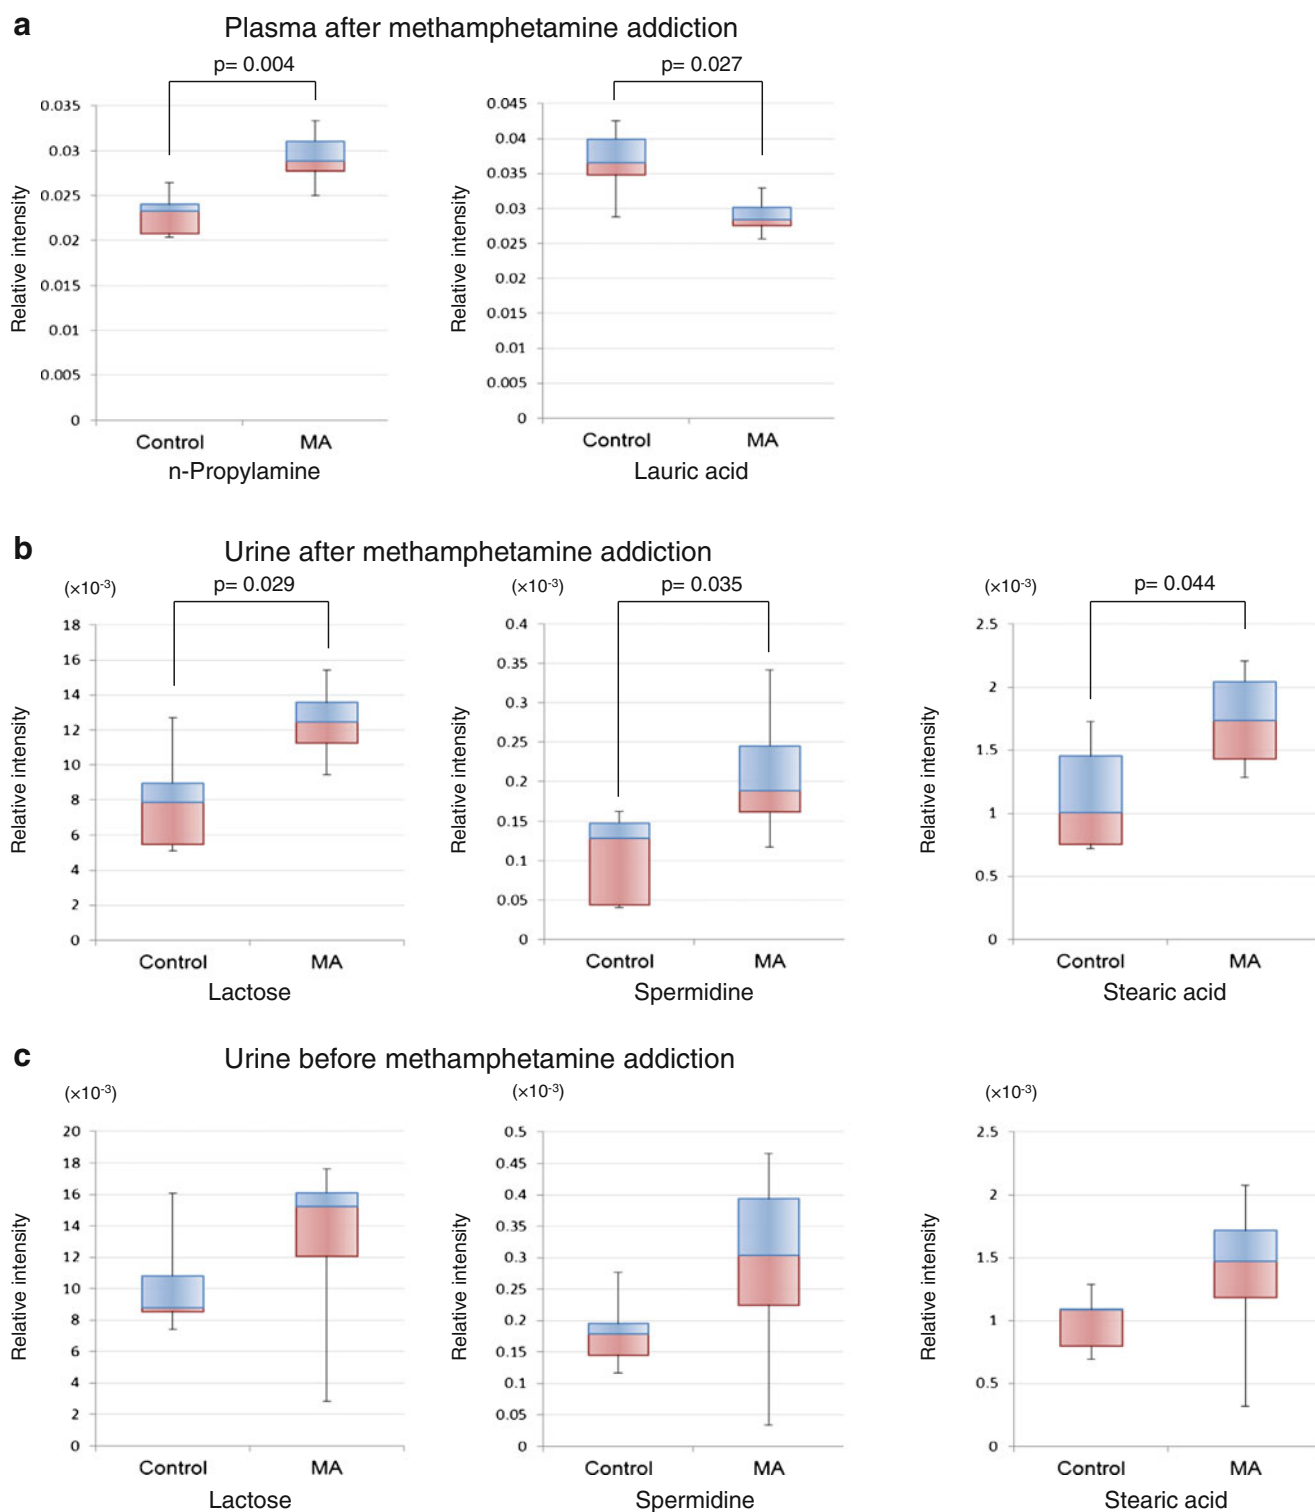 a Plasma after methamphetamine addiction
p= 0.004
p= 0.027
Relative intensity
0.035
0.03
0.025
0.02
0.015
0.01
0.005
0
Control MA
n-Propylamine
Relative intensity
0.045
0.04
0.035
0.03
0.025
0.02
0.015
0.01
0.005
0
Control MA
Lauric acid
b Urine after methamphetamine addiction
(×10-3)
p= 0.029
Relative intensity
18
16
14
12
10
8
6
4
2
0
Control MA
Lactose
(×10-3)
p= 0.035
Relative intensity
0.4
0.35
0.3
0.25
0.2
0.15
0.1
0.05
0
Control MA
Spermidine
(×10-3)
p= 0.044
Relative intensity
2.5
2
1.5
1
0.5
0
Control MA
Stearic acid
c Urine before methamphetamine addiction
(×10-3)
Relative intensity
20
18
16
14
12
10
8
6
4
2
0
Control MA
Lactose
(×10-3)
Relative intensity
0.5
0.45
0.4
0.35
0.3
0.25
0.2
0.15
0.1
0.05
0
Control MA
Spermidine
(×10-3)
Relative intensity
2.5
2
1.5
1
0.5
0
Control MA
Stearic acid